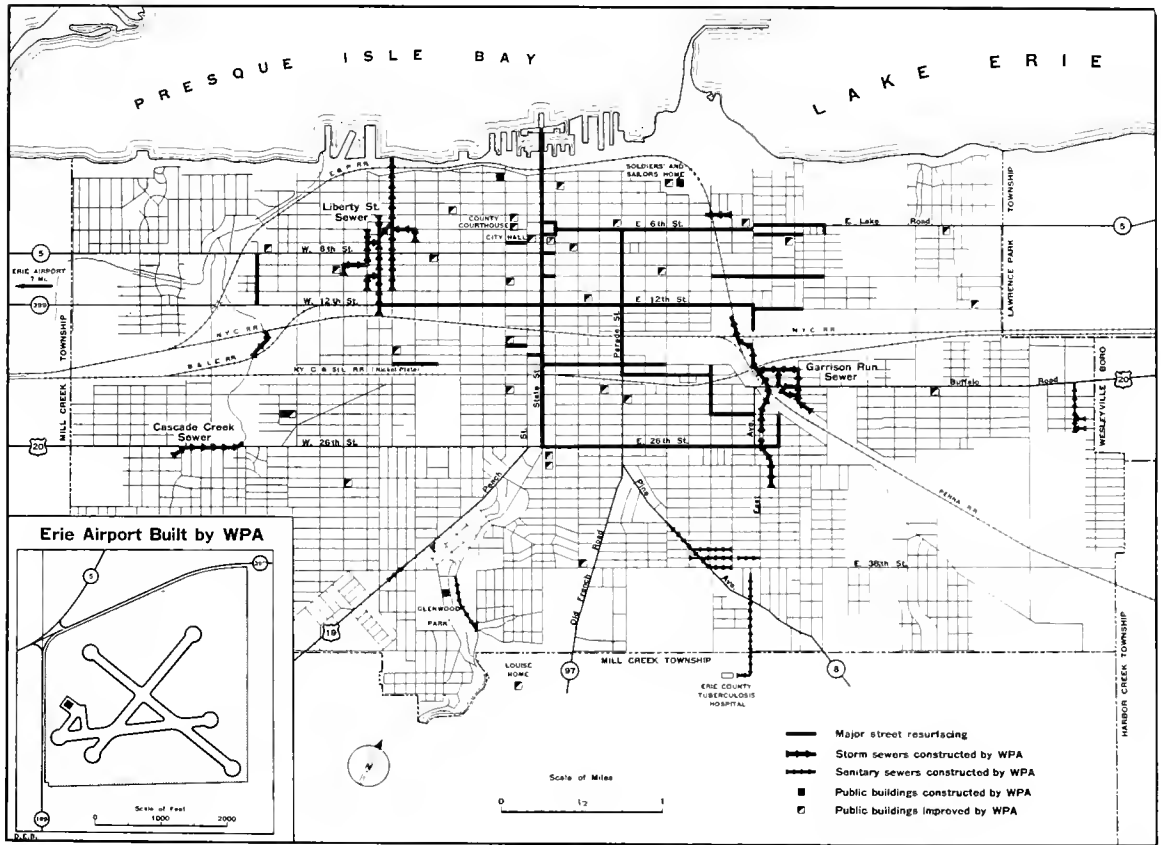 PRESQUE ISLE BAY
LAKE ERIE
SOLDIERS' AND
SAILORS HOME
Liberty St.
Sewer
COUNTY
COURTHOUSE
CITY HALL
E. 6th St.
E. Lake Road
5
5
W. 8th St.
ERIE AIRPORT
399
W. 12th St.
E. 12th St.
TOWNSHIP
LAWRENCE PARK
N.Y.C RR
N.Y.C RR
B & L.E RR
N.Y C & St.L RR (Nickel Plate)
Parade St.
State St.
Garrison Run
Sewer
Buffalo Road
20
WESLEYVILLE BORO
MILL CREEK TOWNSHIP
Cascade Creek
Sewer
20
W. 26th St.
E. 26th St.
Peach St.
Pine Ave.
East Ave.
PENNA RR
Old French Road
E. 38th St.
GLENWOOD
PARK
19
LOUISE
HOME
97
MILL CREEK TOWNSHIP
8
ERIE COUNTY
TUBERCULOSIS
HOSPITAL
HARBOR CREEK TOWNSHIP
Erie Airport Built by WPA
5
Scale of Feet
0 1000 2000
D.E.B.
N
Scale of Miles
0 1/2 1
Major street resurfacing
Storm sewers constructed by WPA
Sanitary sewers constructed by WPA
Public buildings constructed by WPA
Public buildings improved by WPA